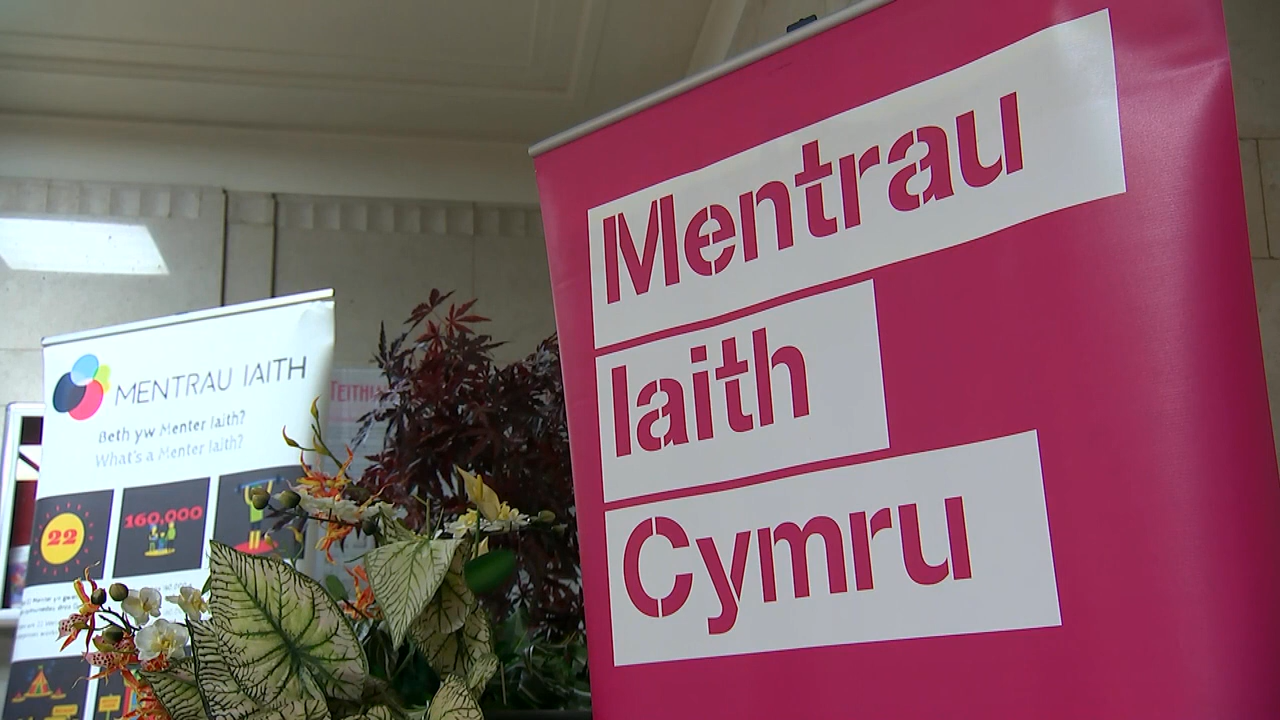 Mentrau
Iaith
Cymru
MENTRAU IAITH
Beth yw Menter Iaith?
What's a Menter Iaith?
22
160,000